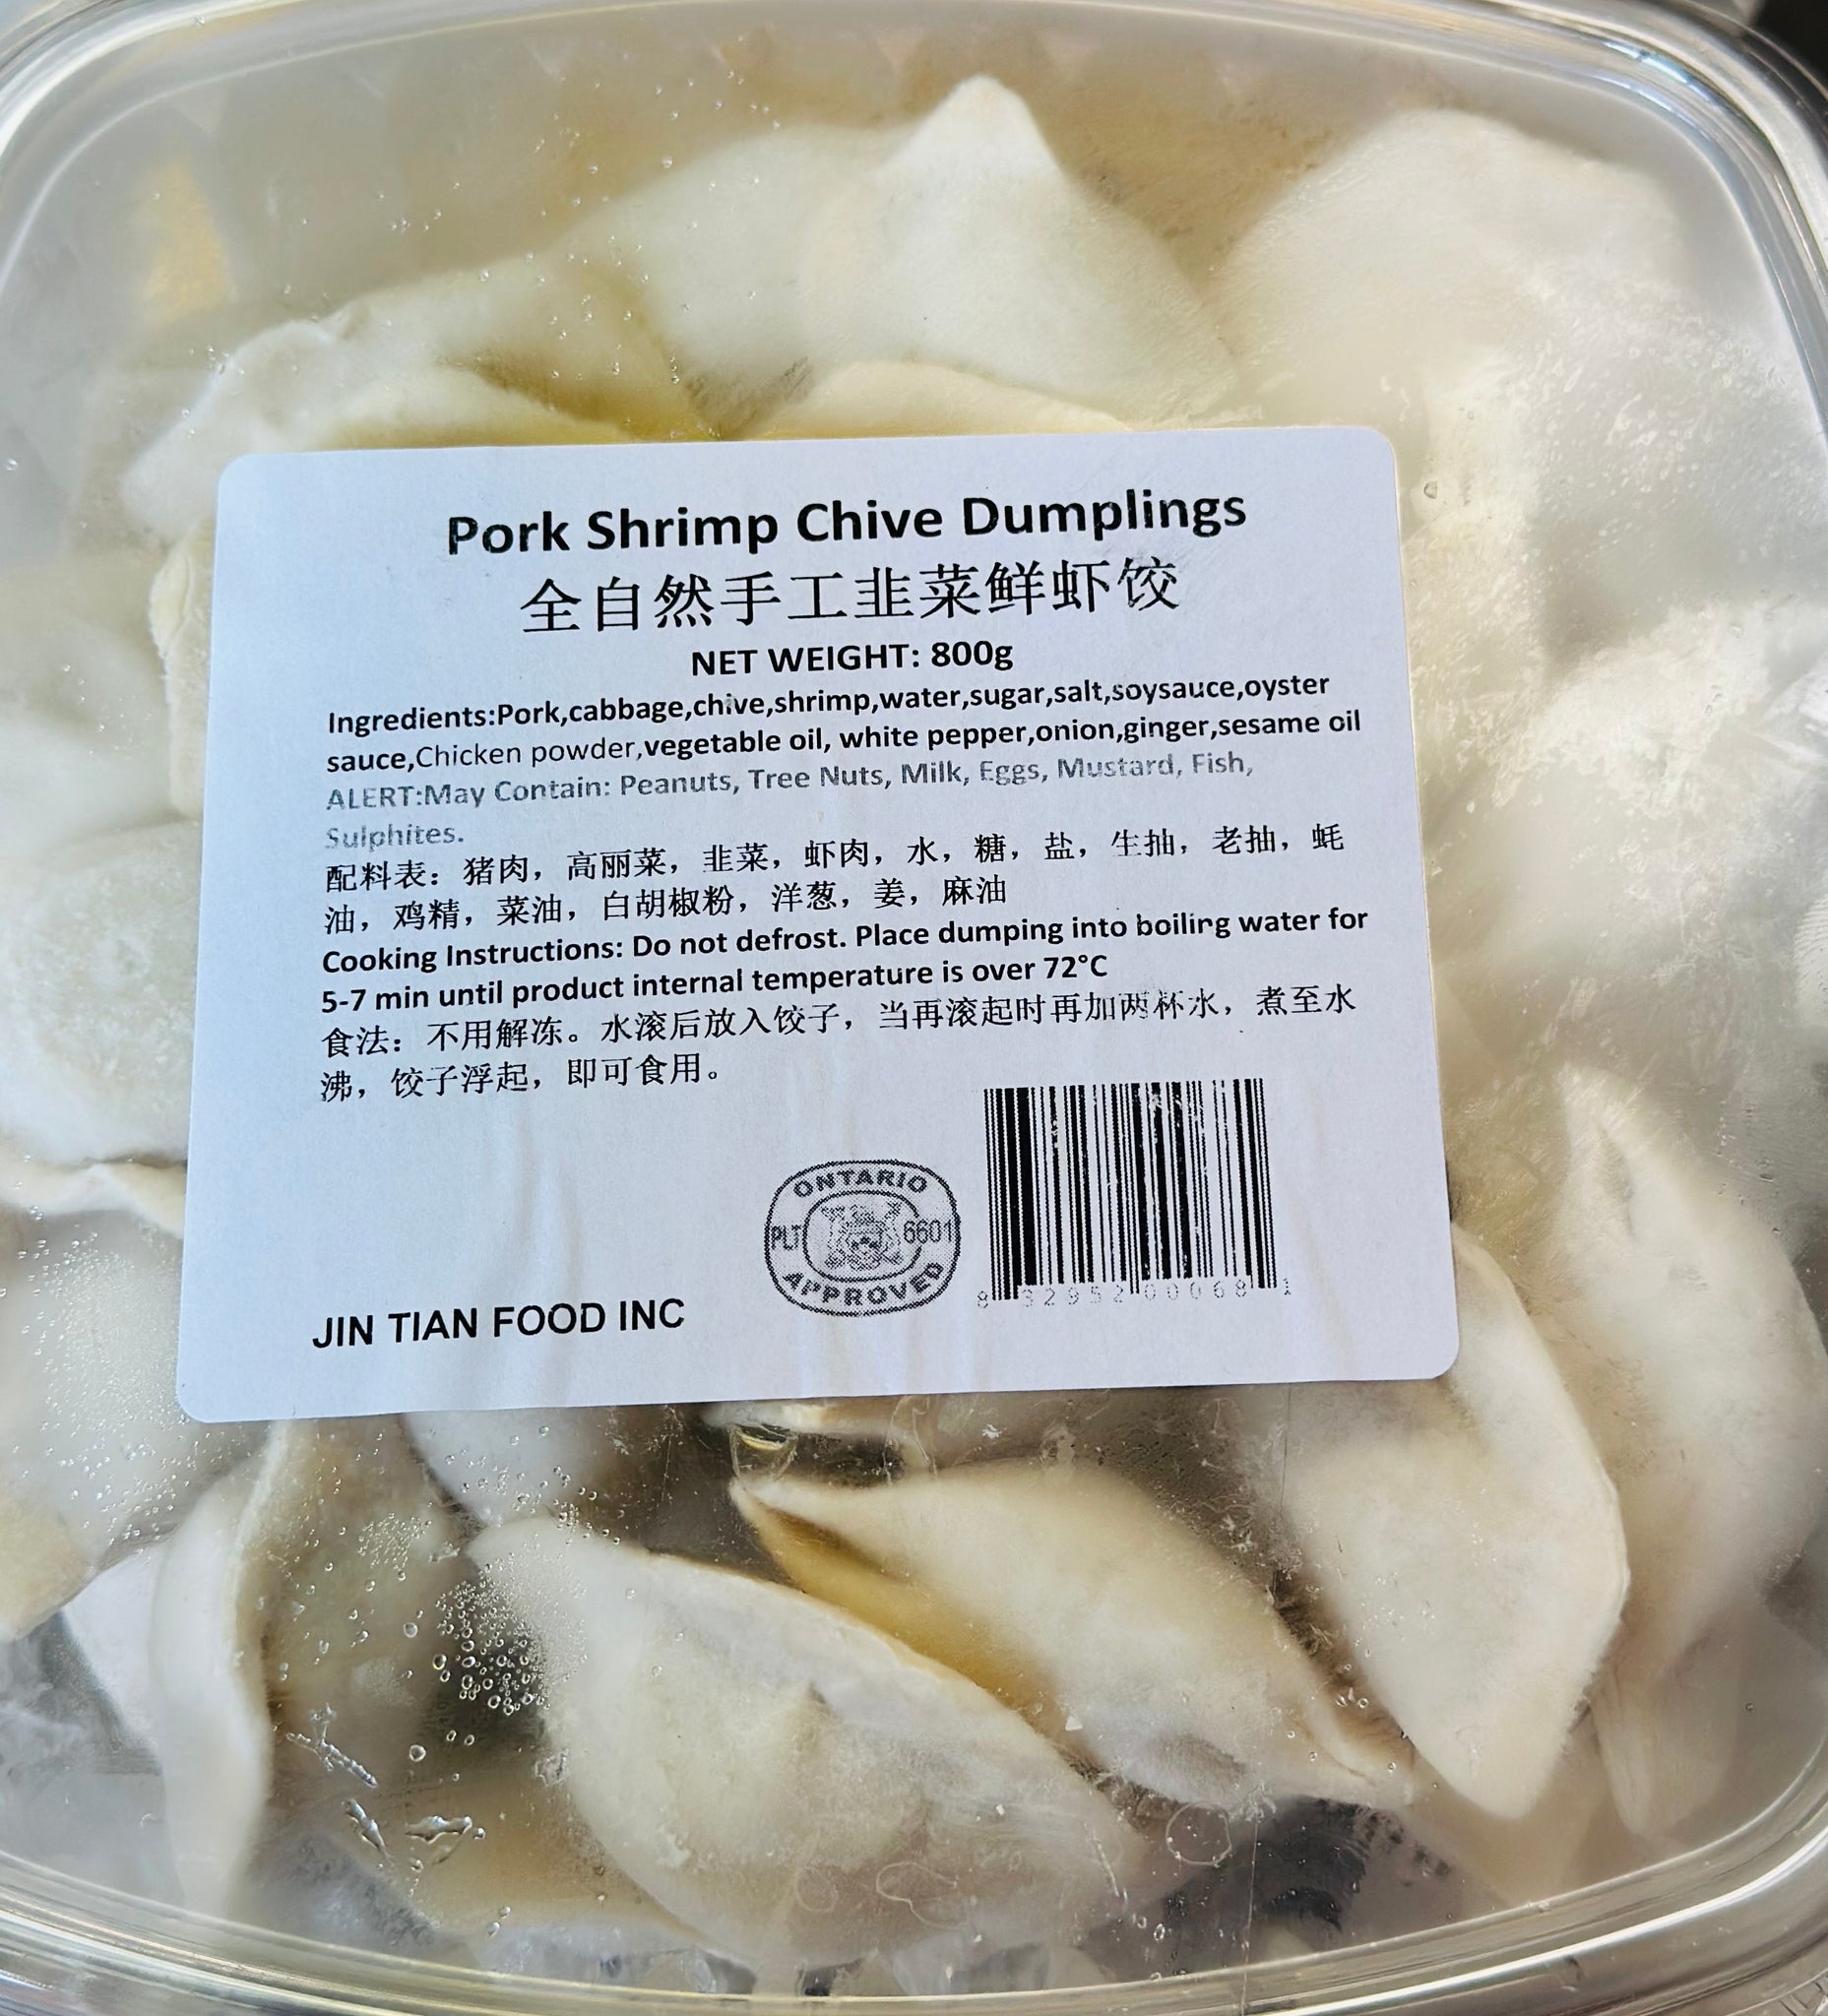 Pork Shrimp Chive Dumplings
全自然手工韭菜鲜虾饺
NET WEIGHT: 800g
Ingredients:Pork,cabbage,chive,shrimp,water,sugar,salt,soysauce,oyster
sauce,Chicken powder,vegetable oil, white pepper,onion,ginger,sesame oil
ALERT:May Contain: Peanuts, Tree Nuts, Milk, Eggs, Mustard, Fish,
Sulphites.
配料表：猪肉，高丽菜，韭菜，虾肉，水，糖，盐，生抽，老抽，蚝
油，鸡精，菜油，白胡椒粉，洋葱，姜，麻油
Cooking Instructions: Do not defrost. Place dumping into boiling water for
5-7 min until product internal temperature is over 72°C
食法：不用解冻。水滚后放入饺子，当再滚起时再加两杯水，煮至水
沸，饺子浮起，即可食用。
ONTARIO
PLT 6601
APPROVED
8 32952 00068 1
JIN TIAN FOOD INC